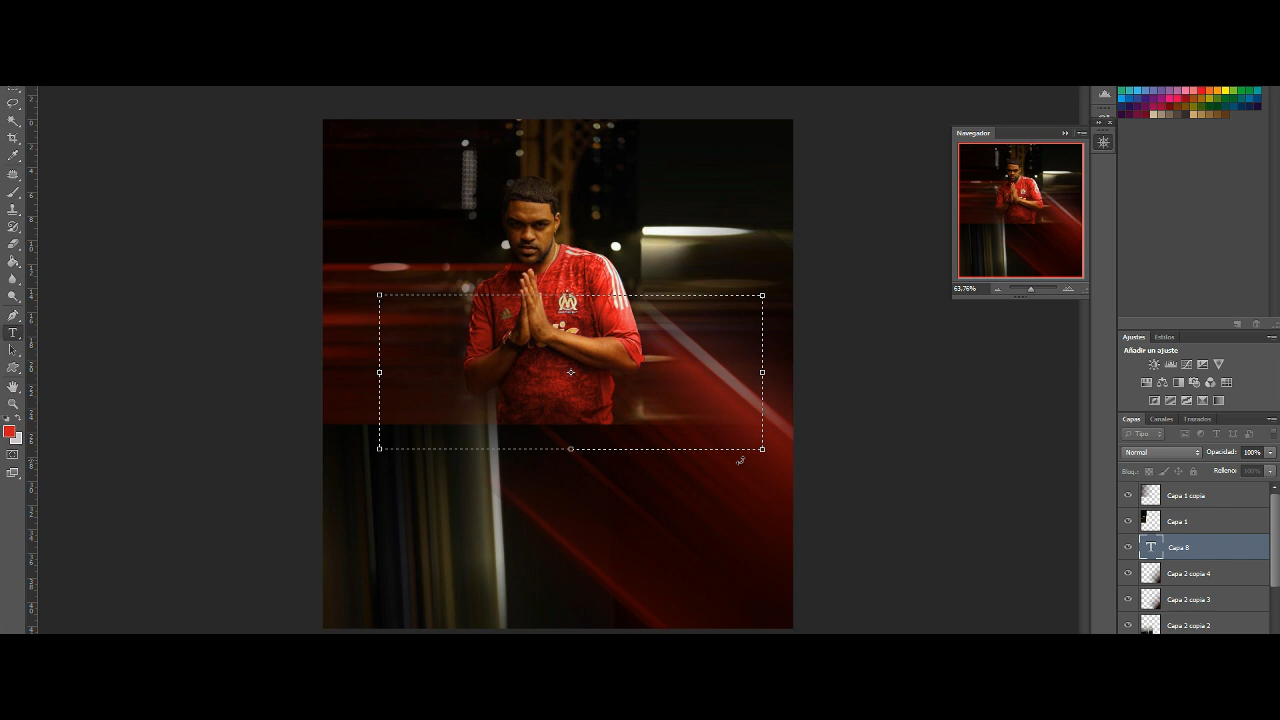 Navegador
63,76%
Ajustes Estilos
Añadir un ajuste
Capas Canales Trazados
Tipo
Normal Opacidad: 100%
Bloq.: Relleno: 100%
Capa 1 copia
Capa 1
T Capa 8
Capa 2 copia 4
Capa 2 copia 3
Capa 2 copia 2